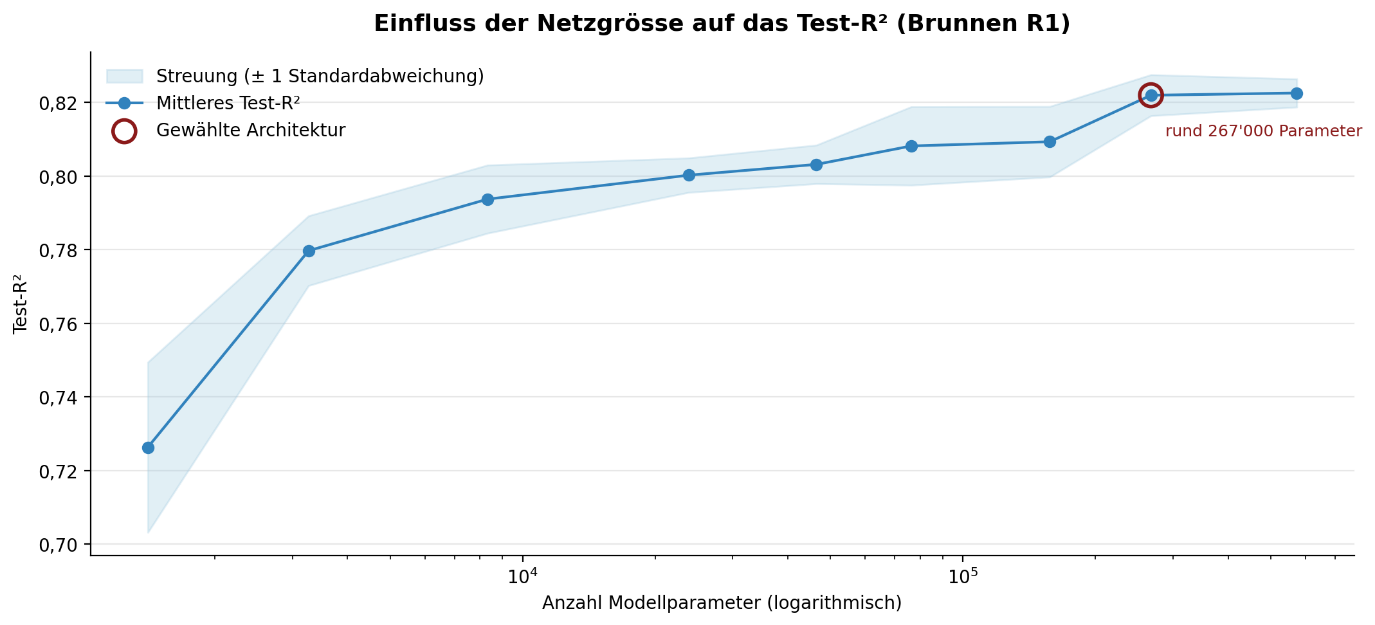 Einfluss der Netzgrösse auf das Test-R² (Brunnen R1)
Streuung (± 1 Standardabweichung)
Mittleres Test-R²
Gewählte Architektur
rund 267'000 Parameter
Test-R²
0,82
0,80
0,78
0,76
0,74
0,72
0,70
10⁴
10⁵
Anzahl Modellparameter (logarithmisch)